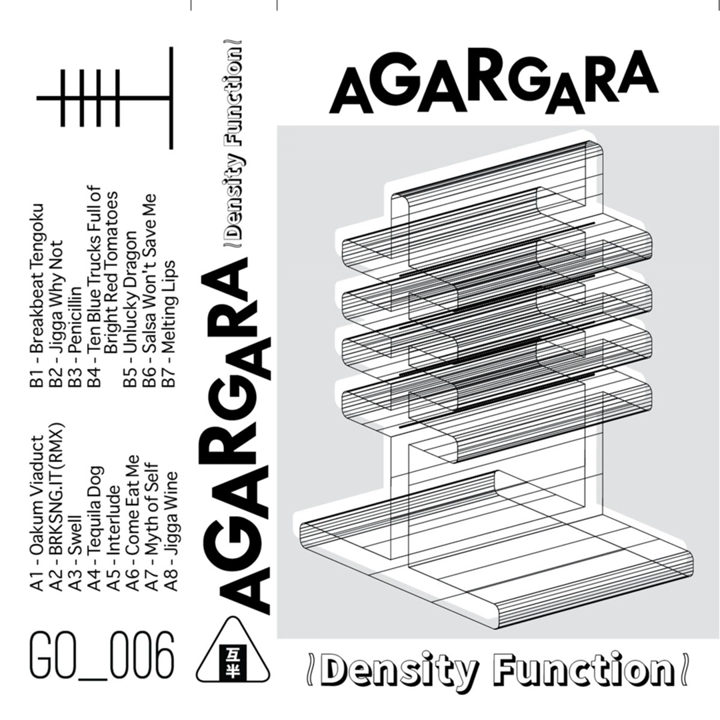 B1 - Breakbeat Tengoku
B2 - Jigga Why Not
B3 - Penicillin
B4 - Ten Blue Trucks Full of
Bright Red Tomatoes
B5 - Unlucky Dragon
B6 - Salsa Won't Save Me
B7 - Melting Lips
A1 - Oakum Viaduct
A2 - BRKSNG.IT(RMX)
A3 - Swell
A4 - Tequila Dog
A5 - Interlude
A6 - Come Eat Me
A7 - Myth of Self
A8 - Jigga Wine
GO_006
AGARGARA
≀Density Function≀
互半
AGARGARA
≀Density Function≀